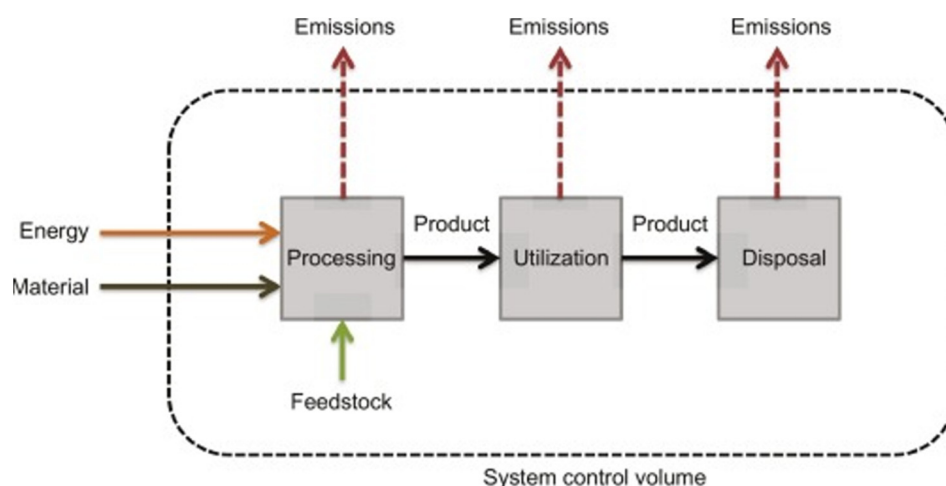 Emissions Emissions Emissions
Energy
Material
Processing
Product
Utilization
Product
Disposal
Feedstock
System control volume